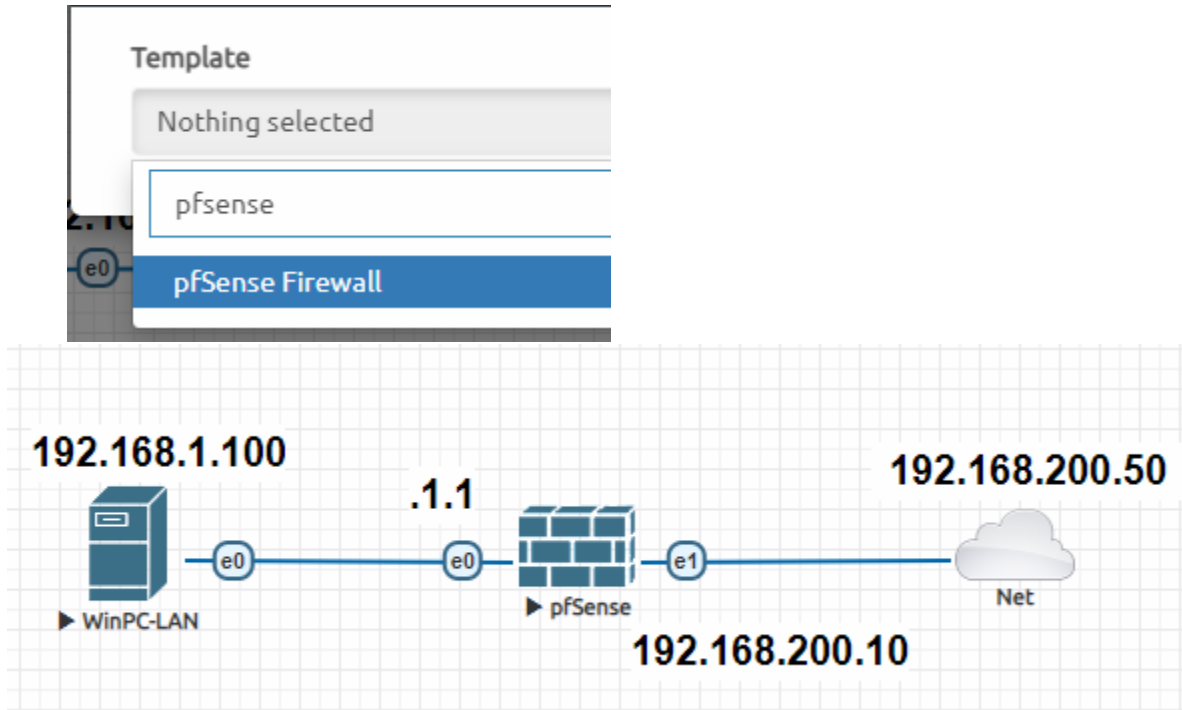 Template
Nothing selected
pfsense
e0
pfSense Firewall
192.168.1.100
.1.1
192.168.200.50
e0
e0
e1
Net
WinPC-LAN
pfSense
192.168.200.10